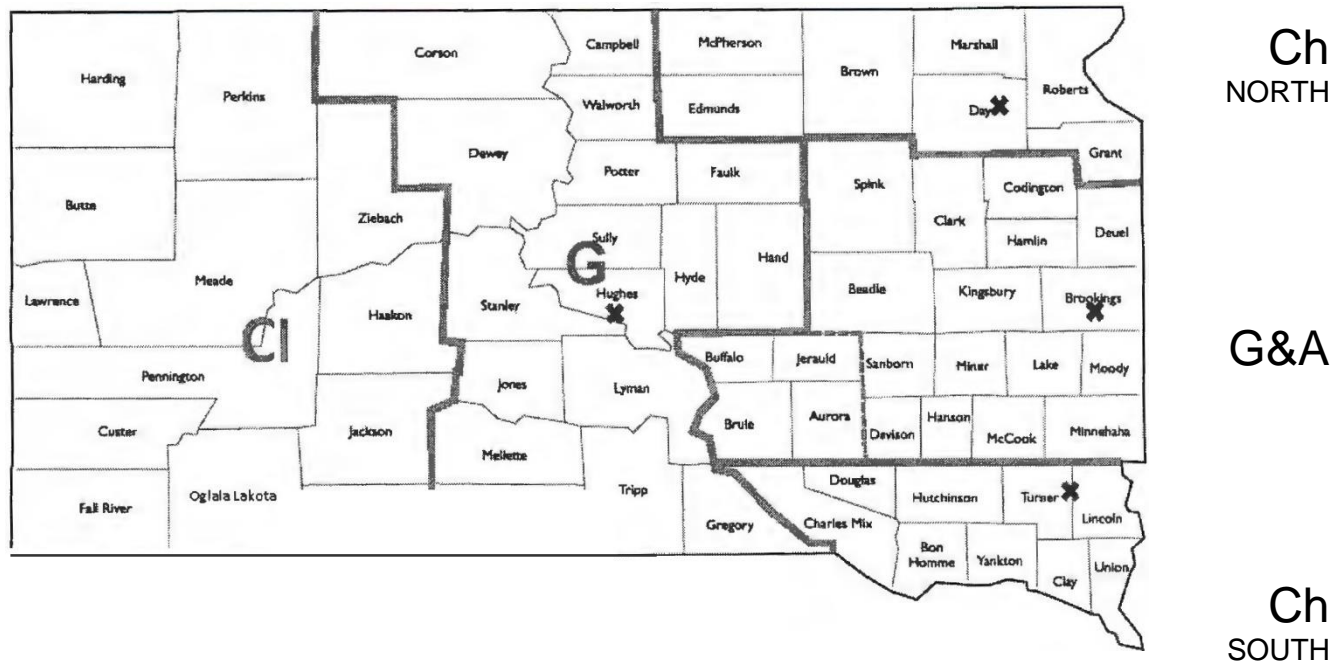 Harding
Perkins
Corson
Campbell
McPherson
Brown
Marshall
Roberts
Walworth
Edmunds
Day
Dewey
Grant
Butte
Ziebach
Potter
Faulk
Spink
Codington
Clark
Hamlin
Deuel
Sully
G
Hyde
Hand
Meade
Lawrence
Haakon
Stanley
Hughes
Beadle
Kingsbury
Brookings
CI
Pennington
Jones
Lyman
Buffalo
Jerauld
Sanborn
Miner
Lake
Moody
Custer
Jackson
Mellette
Brule
Aurora
Davison
Hanson
McCook
Minnehaha
Fall River
Oglala Lakota
Tripp
Gregory
Douglas
Charles Mix
Hutchinson
Turner
Lincoln
Bon
Homme
Yankton
Clay
Union
Ch
NORTH
G&A
Ch
SOUTH